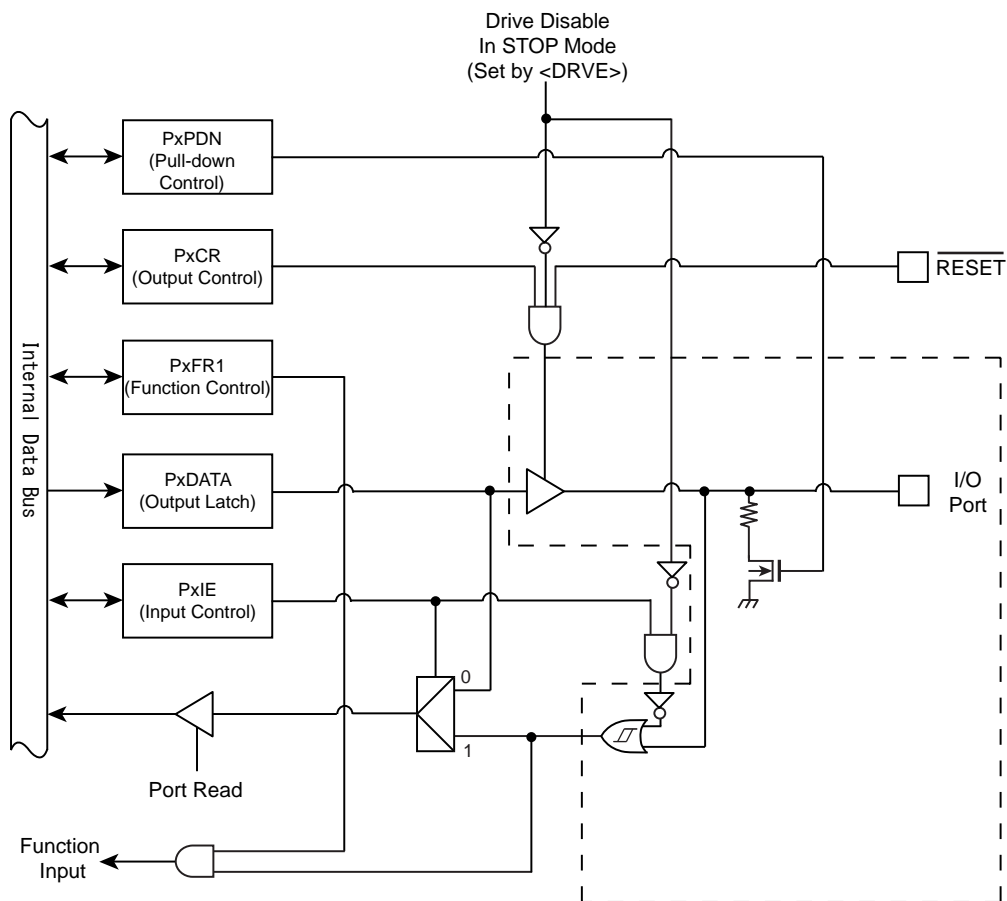 Drive Disable
In STOP Mode
(Set by <DRVE>)
PxPDN
(Pull-down
Control)
PxCR
(Output Control)
RESET
PxFR1
(Function Control)
Internal Data Bus
PxDATA
(Output Latch)
I/O
Port
PxIE
(Input Control)
0
1
Port Read
Function
Input